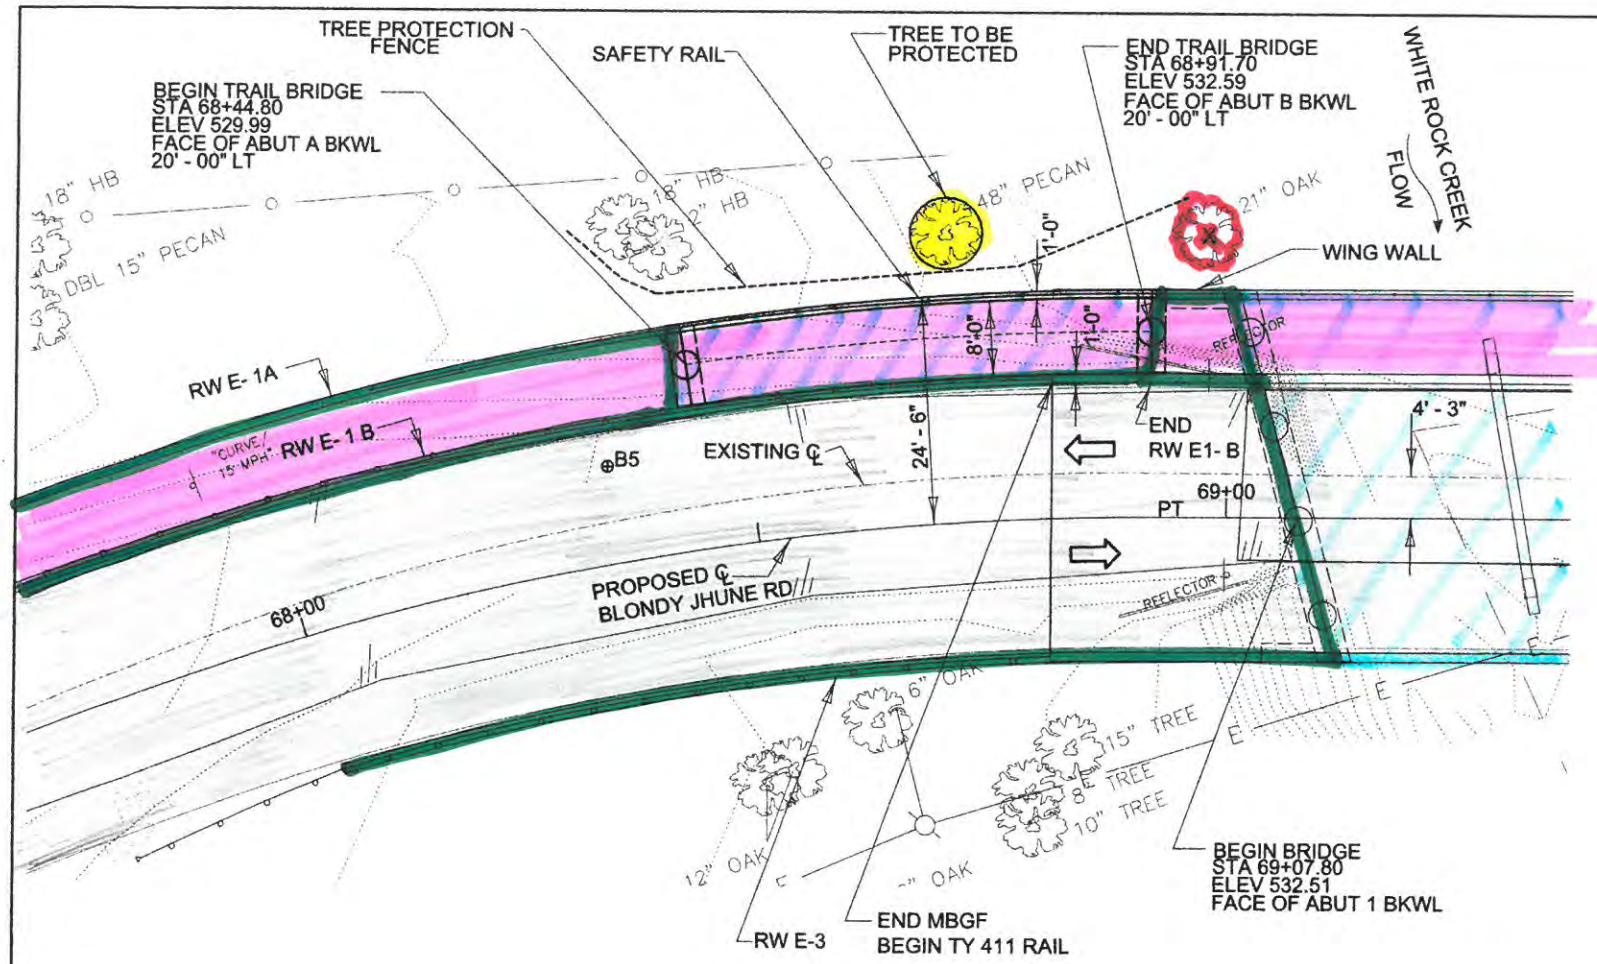 TREE PROTECTION
FENCE
SAFETY RAIL
TREE TO BE
PROTECTED
END TRAIL BRIDGE
STA 68+91.70
ELEV 532.59
FACE OF ABUT B BKWL
20' - 00" LT
WHITE ROCK CREEK
FLOW
BEGIN TRAIL BRIDGE
STA 68+44.80
ELEV 529.99
FACE OF ABUT A BKWL
20' - 00" LT
18" HB
DBL 15" PECAN
18" HB
2" HB
48" PECAN
21" OAK
X
WING WALL
1'-0"
8'-0"
1'-0"
REFLECTOR
RW E- 1A
"CURVE/
15 MPH"
RW E- 1 B
B5
EXISTING CL
24' - 6"
END
RW E1- B
4' - 3"
69+00
PT
68+00
PROPOSED CL
BLONDY JHUNE RD
REFLECTOR
E
E
E
6" OAK
15" TREE
8" TREE
10" TREE
12" OAK
" OAK
BEGIN BRIDGE
STA 69+07.80
ELEV 532.51
FACE OF ABUT 1 BKWL
RW E-3
END MBGF
BEGIN TY 411 RAIL